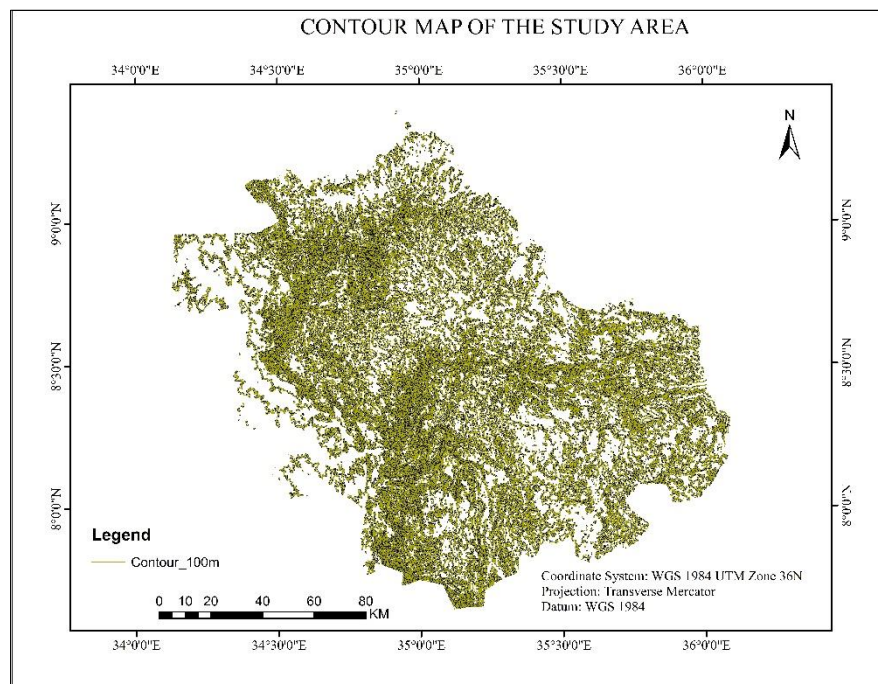 CONTOUR MAP OF THE STUDY AREA
34°0'0"E 34°30'0"E 35°0'0"E 35°30'0"E 36°0'0"E
N
9°0'0"N 9°0'0"N
8°30'0"N 8°30'0"N
8°0'0"N 8°0'0"N
Legend
Contour_100m
Coordinate System: WGS 1984 UTM Zone 36N
Projection: Transverse Mercator
Datum: WGS 1984
0 10 20 40 60 80
KM
34°0'0"E 34°30'0"E 35°0'0"E 35°30'0"E 36°0'0"E